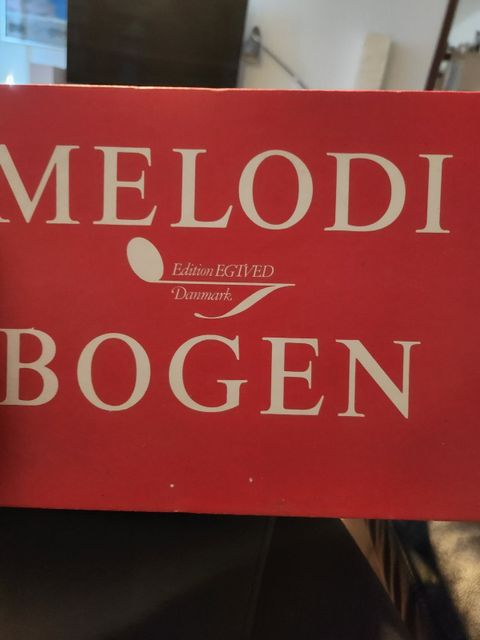 MELODI
Edition EGTVED
Danmark
BOGEN